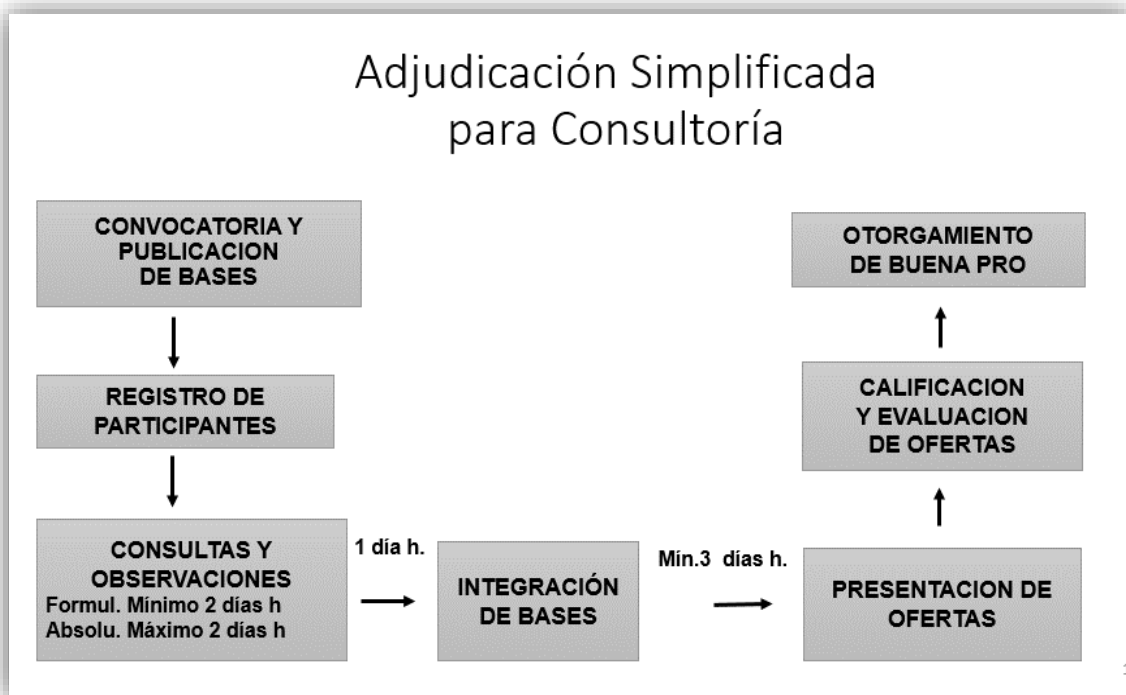 Adjudicación Simplificada
para Consultoría
CONVOCATORIA Y
PUBLICACION
DE BASES
REGISTRO DE
PARTICIPANTES
CONSULTAS Y
OBSERVACIONES
Formul. Mínimo 2 días h
Absolu. Máximo 2 días h
1 día h.
INTEGRACIÓN
DE BASES
Mín.3 días h.
PRESENTACION DE
OFERTAS
CALIFICACION
Y EVALUACION
DE OFERTAS
OTORGAMIENTO
DE BUENA PRO